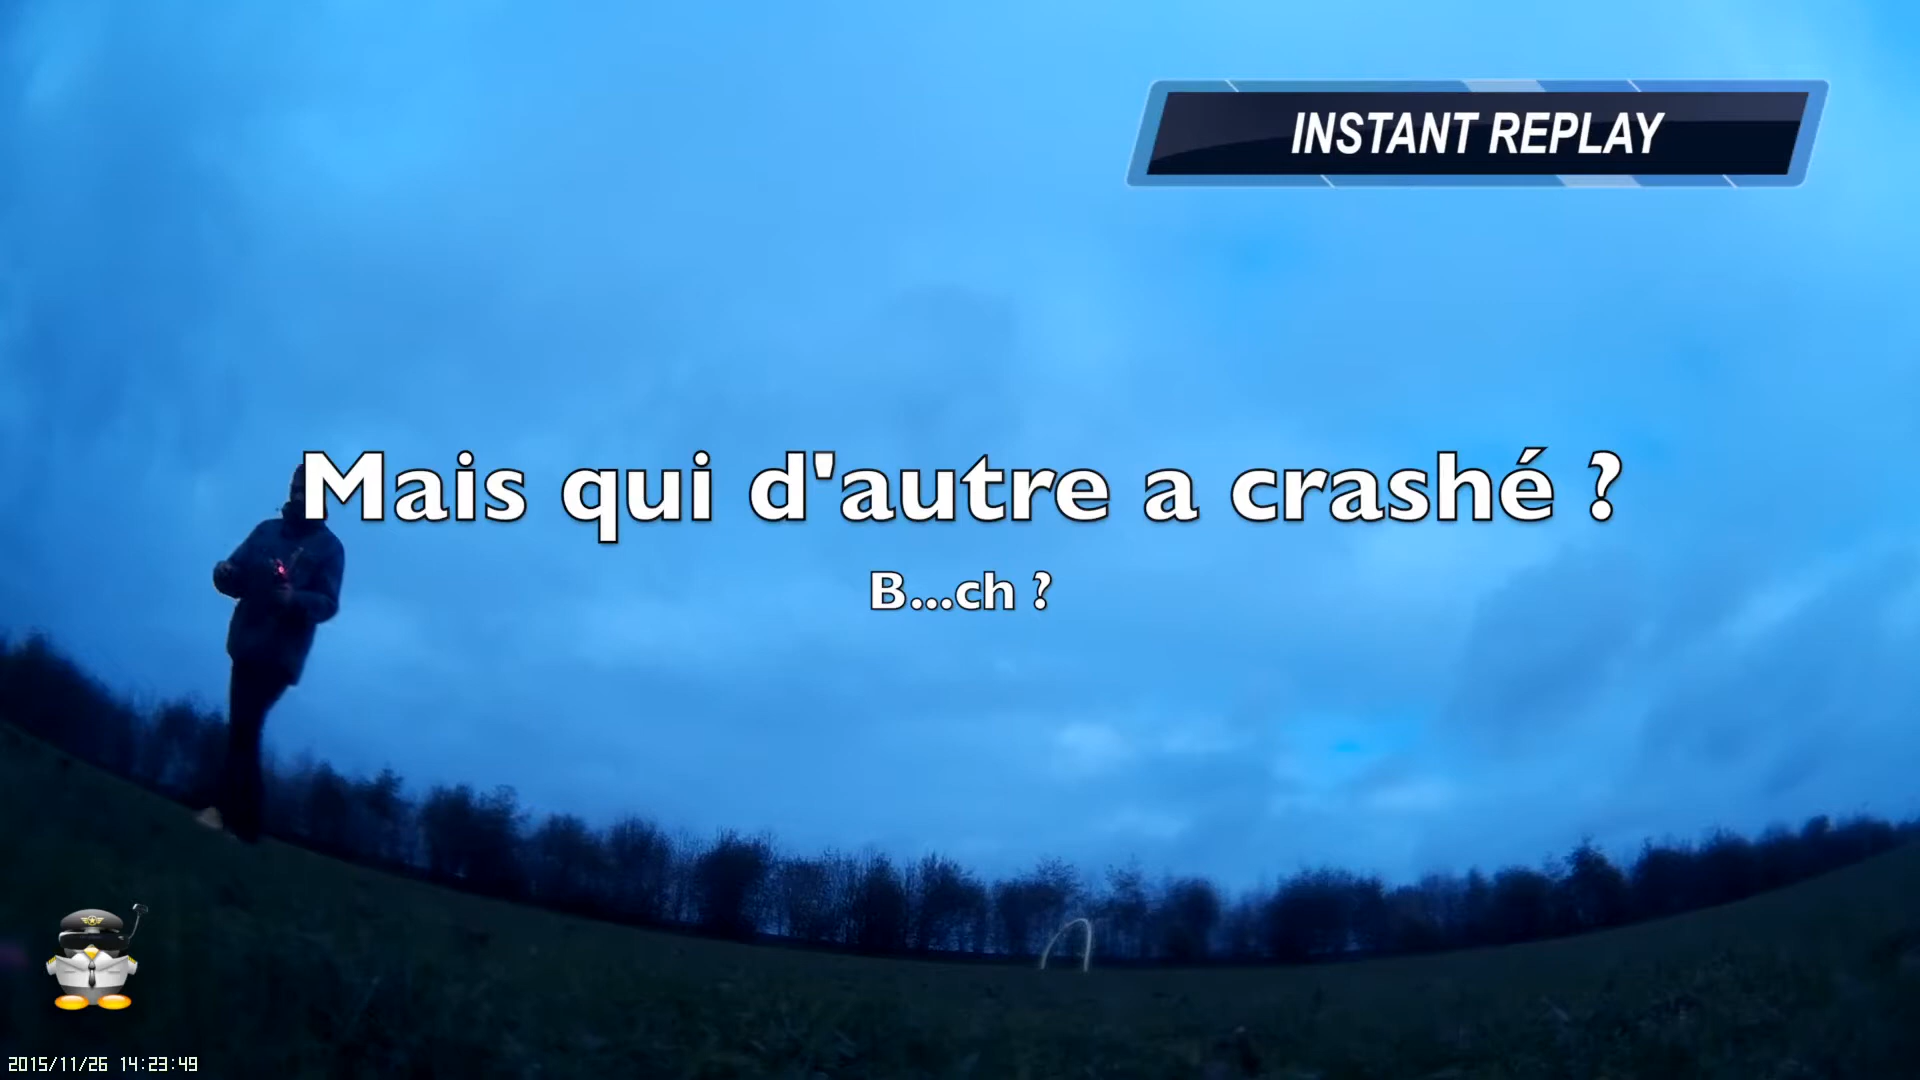 INSTANT REPLAY
Mais qui d'autre a crashé ?
B...ch ?
2015/11/26 14:23:49